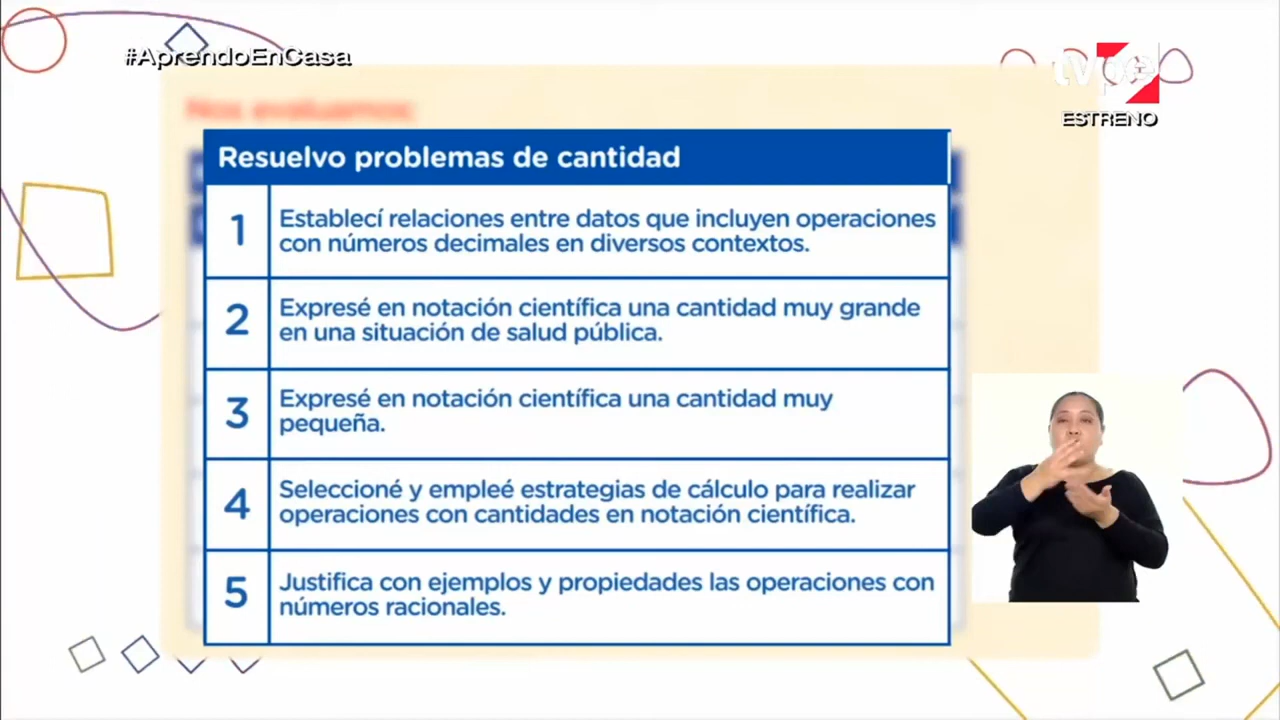 #AprendoEnCasa
tvpe
ESTRENO
Nos evaluamos:
Resuelvo problemas de cantidad
1
Establecí relaciones entre datos que incluyen operaciones
con números decimales en diversos contextos.
2
Expresé en notación científica una cantidad muy grande
en una situación de salud pública.
3
Expresé en notación científica una cantidad muy
pequeña.
4
Seleccioné y empleé estrategias de cálculo para realizar
operaciones con cantidades en notación científica.
5
Justifica con ejemplos y propiedades las operaciones con
números racionales.